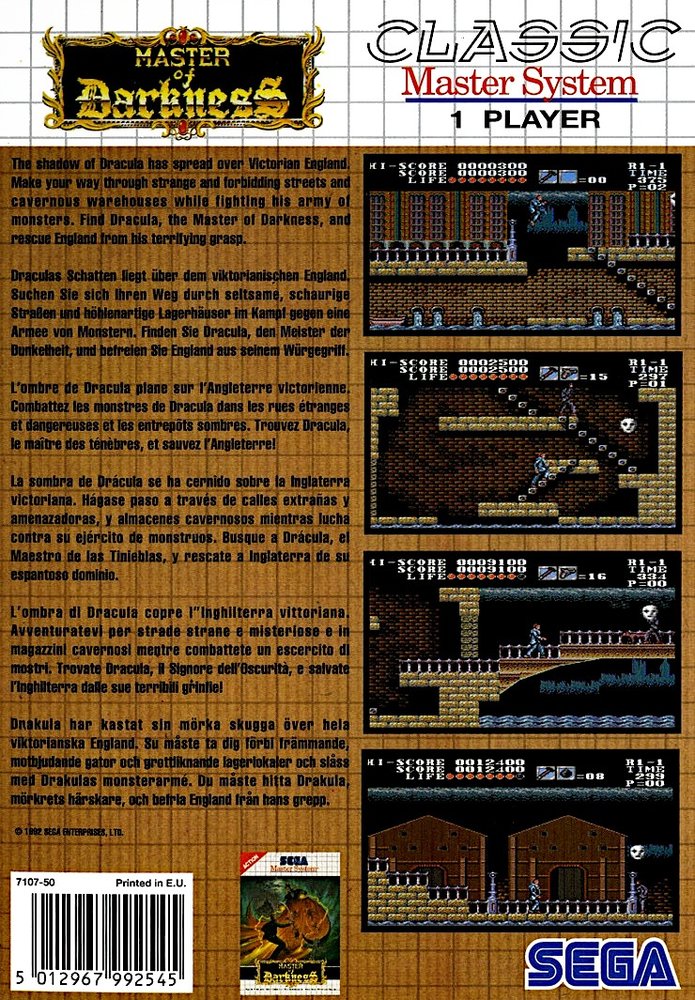 MASTER
of
Darkness
CLASSIC
Master System
1 PLAYER
The shadow of Dracula has spread over Victorian England.
Make your way through strange and forbidding streets and
cavernous warehouses while fighting his army of
monsters. Find Dracula, the Master of Darkness, and
rescue England from his terrifying grasp.
Draculas Schatten liegt über dem viktorianischen England.
Suchen Sie sich Ihren Weg durch seltsame, schaurige
Straßen und höhlenartige Lagerhäuser im Kampf gegen eine
Armee von Monstern. Finden Sie Dracula, den Meister der
Dunkelheit, und befreien Sie England aus seinem Würgegriff.
L'ombre de Dracula plane sur l'Angleterre victorienne.
Combattez les monstres de Dracula dans les rues étranges
et dangereuses et les entrepôts sombres. Trouvez Dracula,
le maître des ténèbres, et sauvez l'Angleterre!
La sombra de Drácula se ha cernido sobre la Inglaterra
victoriana. Hágase paso a través de calles extrañas y
amenazadoras, y almacenes cavernosos mientras lucha
contra su ejército de monstruos. Busque a Drácula, el
Maestro de las Tinieblas, y rescate a Inglaterra de su
espantoso dominio.
L'ombra di Dracula copre l'"Inghilterra vittoriana.
Avventuratevi per strade strane e misteriose e in
magazzini cavernosi meqtre combattete un escercito di
mostri. Trovate Dracula, il Signore dell'Oscurità, e salvate
l'Inghilterra dalle sue terribili grinfie!
Drakula har kastat sin mörka skugga över hela
viktorianska England. Su måste ta dig förbi främmande,
motbjudande gator och grottliknande lagerlokaler och slåss
med Drakulas monsterarmé. Du måste hitta Drakula,
mörkrets härskare, och befria England från hans grepp.
© 1992 SEGA ENTERPRISES, LTD.
HI-SCORE 0000300 R1-1
SCORE 0000300 TIME
LIFE =00 375
P=02
HI-SCORE 0002500 R1-1
SCORE 0002500 TIME
LIFE =15 297
P=01
HI-SCORE 0009100 R1-1
SCORE 0009100 TIME
LIFE =16 334
P=00
HI-SCORE 0012400 R1-1
SCORE 0012400 TIME
LIFE =08 299
P=00
7107-50 Printed in E.U.
5 012967 992545
ACTION
SEGA
Master System
MASTER
of
Darkness
SEGA